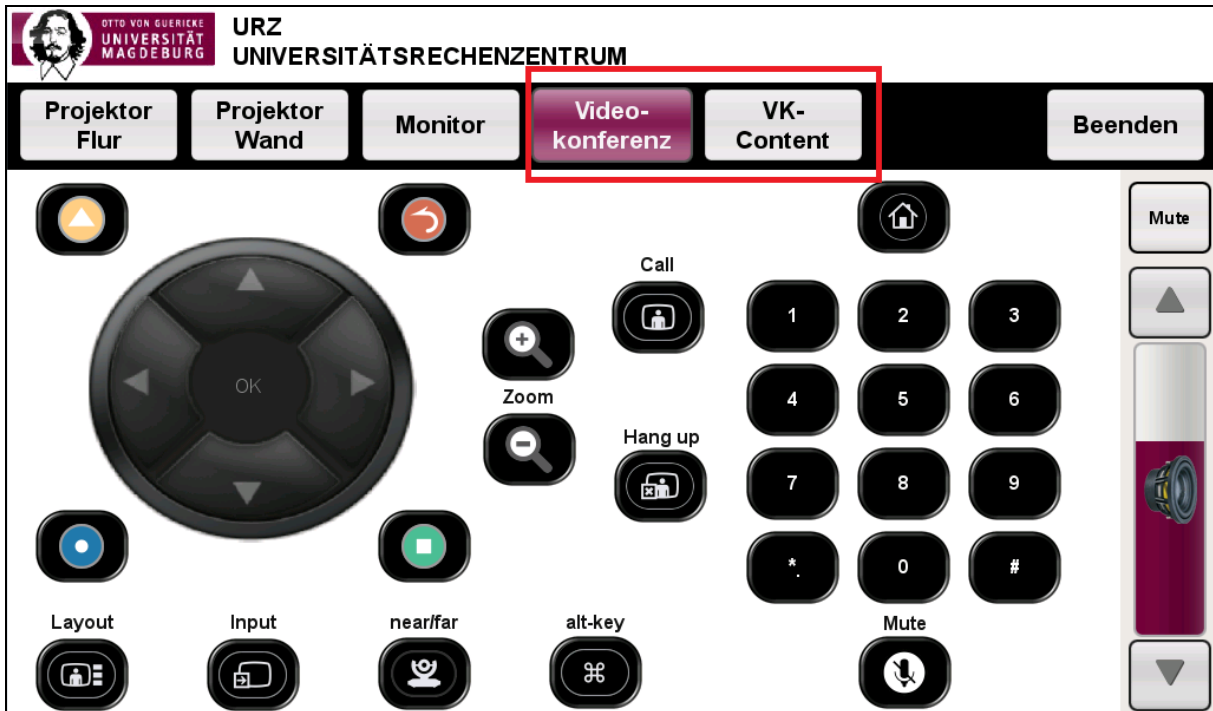 OTTO VON GUERICKE
UNIVERSITÄT
MAGDEBURG
URZ
UNIVERSITÄTSRECHENZENTRUM
Projektor
Flur
Projektor
Wand
Monitor
Video-
konferenz
VK-
Content
Beenden
Mute
Call
1
2
3
OK
Zoom
4
5
6
Hang up
7
8
9
*.
0
#
Layout
Input
near/far
alt-key
Mute
⌘